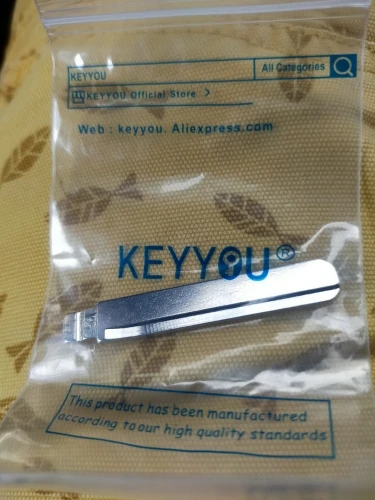 KEYYOU
All Categories
KEYYOU Official Store >
Web : keyyou. Aliexpress.com
KEYYOU®
This product has been manufactured
according to our high quality standards